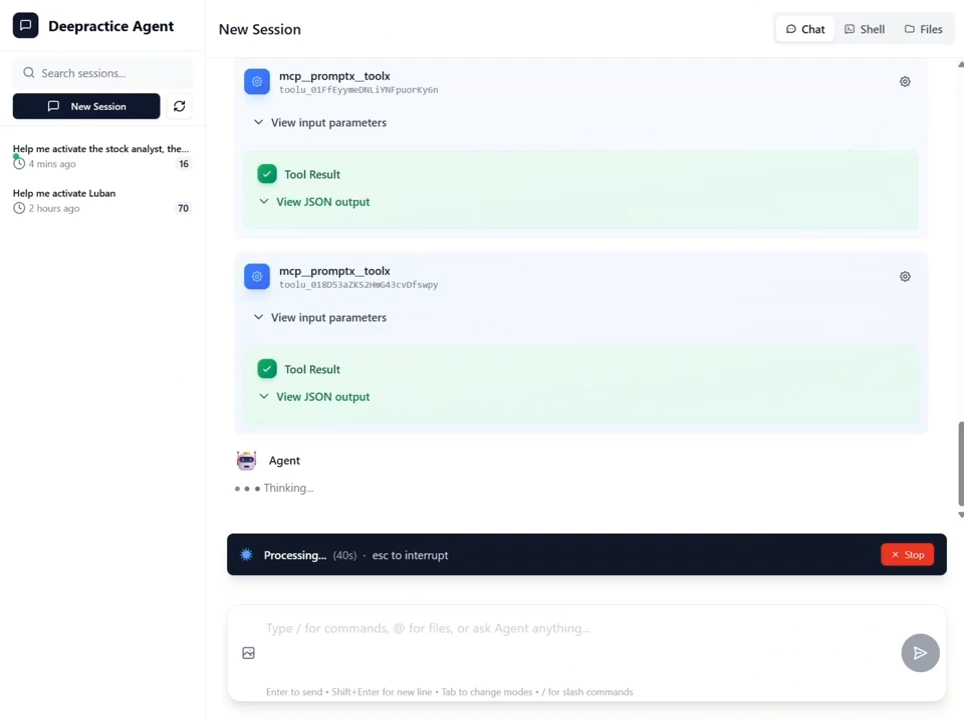 Deepractice Agent
New Session
Chat
Shell
Files
Search sessions...
New Session
Help me activate the stock analyst, the...
4 mins ago
16
Help me activate Luban
2 hours ago
70
mcp__promptx__toolx
toolu_01FfEyymeDNLiYNFpuorKy6n
View input parameters
Tool Result
View JSON output
mcp__promptx__toolx
toolu_018DS3aZKS2HmG43cvDfswpy
View input parameters
Tool Result
View JSON output
Agent
Thinking...
Processing... (40s) · esc to interrupt
Stop
Type / for commands, @ for files, or ask Agent anything...
Enter to send • Shift+Enter for new line • Tab to change modes • / for slash commands